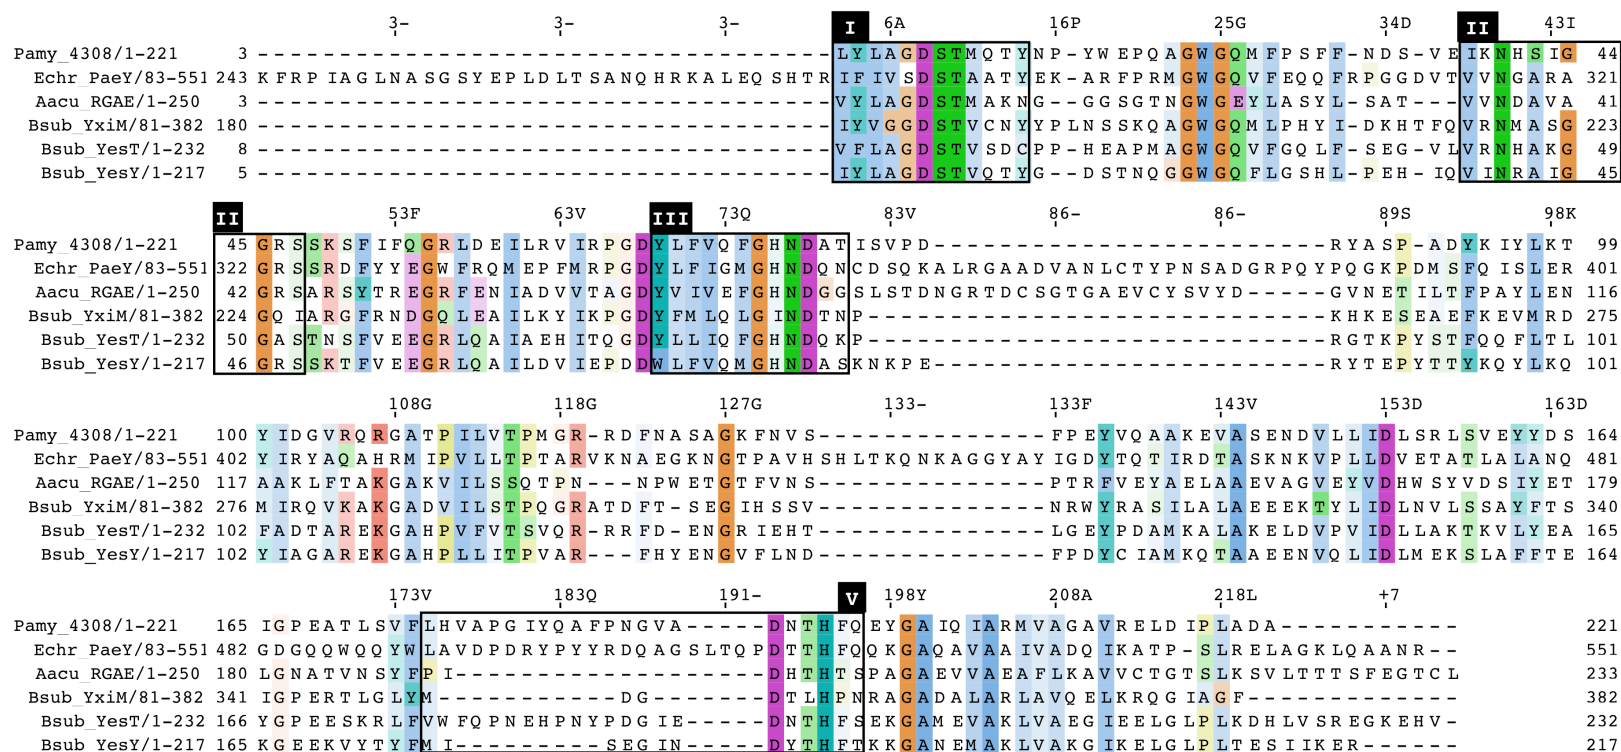 3- 3- 3- I 6A 16P 25G 34D II 43I
Pamy_4308/1-221 3 -----------------------------------LYLAGDSTMQTYNP-YWEPQAGWGQMFPSFF-NDS-VEIKNHSIG 44
Echr_PaeY/83-551 243 KFRPIAGLNASGSYEPLDLTSANQHRKALEQSHTRIFIVSDSTAATYEK-ARFPRMGWGQVFEQQFRPGGDVTVVNGARA 321
Aacu_RGAE/1-250 3 -----------------------------------VYLAGDSTMAKNG--GGSGTNGWGEYLASYL-SAT---VVNDAVA 41
Bsub_YxiM/81-382 180 -----------------------------------IYVGGDSTVCNYYPLNSSKQAGWGQMLPHYI-DKHTFQVRNMASG 223
Bsub_YesT/1-232 8 -----------------------------------VFLAGDSTVSDCPP-HEAPMAGWGQVFGQLF-SEG-VLVRNHAKG 49
Bsub_YesY/1-217 5 -----------------------------------IYLAGDSTVQTYG--DSTNQGGWGQFLGSHL-PEH-IQVINRAIG 45
II 53F 63V III 73Q 83V 86- 86- 89S 98K
Pamy_4308/1-221 45 GRSSKSFIFQGRLDEILRVIRPGDYLFVQFGHNDATISVPD------------------------RYASP-ADYKIYLKT 99
Echr_PaeY/83-551 322 GRSSRDFYYEGWFRQMEPFMRPGDYLFIGMGHNDQNCDSQKALRGAADVANLCTYPNSADGRPQYPQGKPDMSFQISLER 401
Aacu_RGAE/1-250 42 GRSARSYTREGRFENIADVVTAGDYVIVEFGHNDGGSLSTDNGRTDCSGTGAEVCYSVYD----GVNETILTFPAYLEN 116
Bsub_YxiM/81-382 224 GQIARGFRNDGQLEAILKYIKPGDYFMLQLGINDTNP----------------------------KHKESEAEFKEVMRD 275
Bsub_YesT/1-232 50 GASTNSFVEEGRLQAIAEHITQGDYLLIQFGHNDQKP----------------------------RGTKPYSTFQQFLTL 101
Bsub_YesY/1-217 46 GRSSKTFVEEGRLQAILDVIEPDDWLFVQMGHNDASKNKPE------------------------RYTEPYTTYKQYLKQ 101
108G 118G 127G 133- 133F 143V 153D 163D
Pamy_4308/1-221 100 YIDGVRQRGATPILVTPMGR-RDFNASAGKFNVS--------------FPEYVQAAKEVASENDVLLIDLSRLSVEYYDS 164
Echr_PaeY/83-551 402 YIRYAQAHRMIPVLLTPTARVKNAEGKNGTPAVHSHLTKQNKAGGYAYIGDYTQTIRDTASKNKVPLLDVETATLALANQ 481
Aacu_RGAE/1-250 117 AAKLFTAKGAKVILSSQTPN---NPWETGTFVNS--------------PTRFVEYAELAAEVAGVEYVDHWSYVDSIYET 179
Bsub_YxiM/81-382 276 MIRQVKAKGADVILSTPQGRATDFT-SEGIHSSV--------------NRWYRASILALAEEEKTYLIDLNVLSSAYFTS 340
Bsub_YesT/1-232 102 FADTAREKGAHPIFVTSVQR-RRFD-ENGRIEHT--------------LGEYPDAMKALAKELDVPVIDLLAKTKVLYEA 165
Bsub_YesY/1-217 102 YIAGAREKGAHPLLITPVAR---FHYENGVFLND--------------FPDYCIAMKQTAAEENVQLIDLMEKSLAFFTE 164
173V 183Q 191- V 198Y 208A 218L +7
Pamy_4308/1-221 165 IGPEATLSVFLHVAPGIYQAFPNGVA-----DNTHFQEYGAIQIARMVAGAVRELDIPLADA----------- 221
Echr_PaeY/83-551 482 GDGQQWQQYWLAVDPDRYPYYRDQAGSLTQPDTTHFQQKGAQAVAAIVADQIKATP-SLRELAGKLQAANR-- 551
Aacu_RGAE/1-250 180 LGNATVNSYFPI-------------------DHTHTSPAGAEVVAEAFLKAVVCTGTSLKSVLTTTSFEGTCL 233
Bsub_YxiM/81-382 341 IGPERTLGLYM-----------DG-------DTLHPNRAGADALARLAVQELKRQGIAGF------------- 382
Bsub_YesT/1-232 166 YGPEESKRLFVWFQPNEHPNYPDGIE-----DNTHFSEKGAMEVAKLVAEGIEELGLPLKDHLVSREGKEHV- 232
Bsub_YesY/1-217 165 KGEEKVYTYFMI---------SEGIN-----DYTHFTKKGANEMAKLVAKGIKELGLPLTESIIKER------ 217